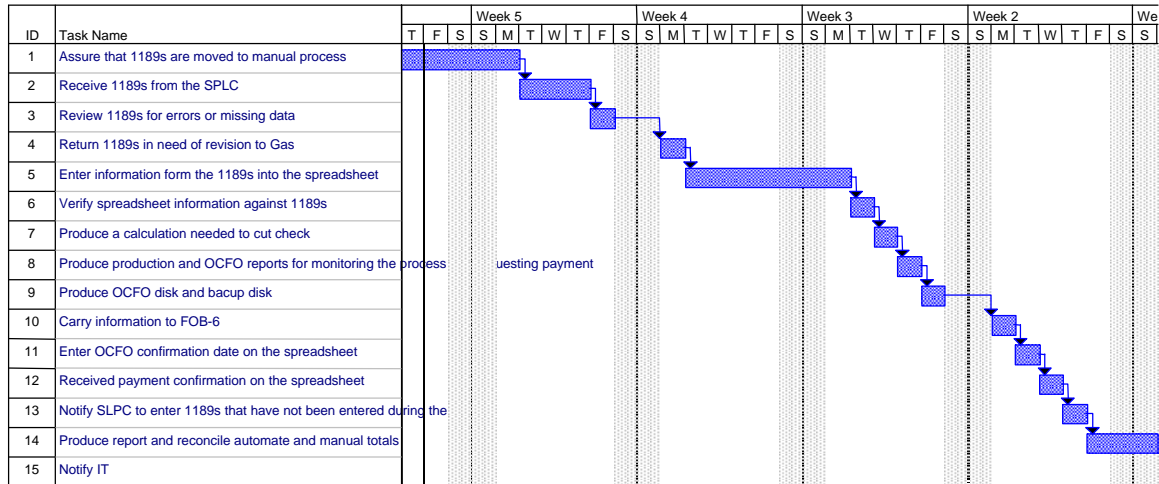 Week 5 Week 4 Week 3 Week 2 We
ID Task Name T F S S M T W T F S S M T W T F S S M T W T F S S M T W T F S S
1 Assure that 1189s are moved to manual process
2 Receive 1189s from the SPLC
3 Review 1189s for errors or missing data
4 Return 1189s in need of revision to Gas
5 Enter information form the 1189s into the spreadsheet
6 Verify spreadsheet information against 1189s
7 Produce a calculation needed to cut check
8 Produce production and OCFO reports for monitoring the process uesting payment
9 Produce OCFO disk and bacup disk
10 Carry information to FOB-6
11 Enter OCFO confirmation date on the spreadsheet
12 Received payment confirmation on the spreadsheet
13 Notify SLPC to enter 1189s that have not been entered during the
14 Produce report and reconcile automate and manual totals
15 Notify IT